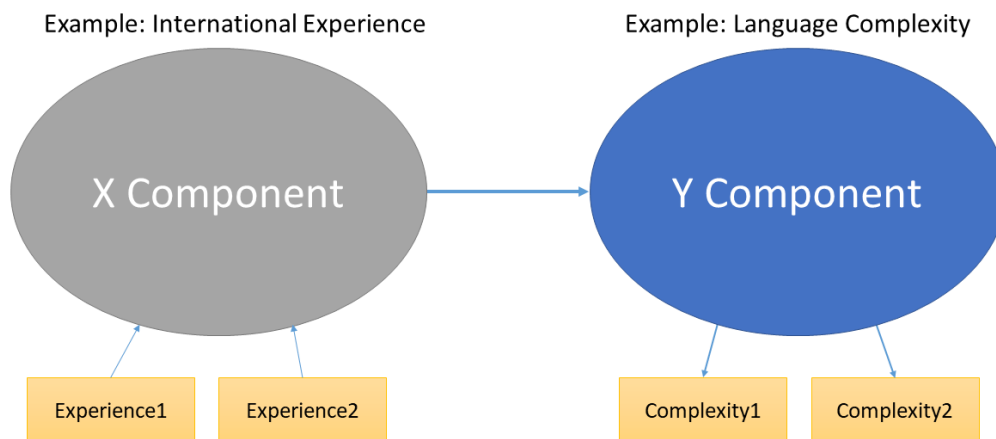 Example: International Experience
Example: Language Complexity
X Component
Y Component
Experience1
Experience2
Complexity1
Complexity2